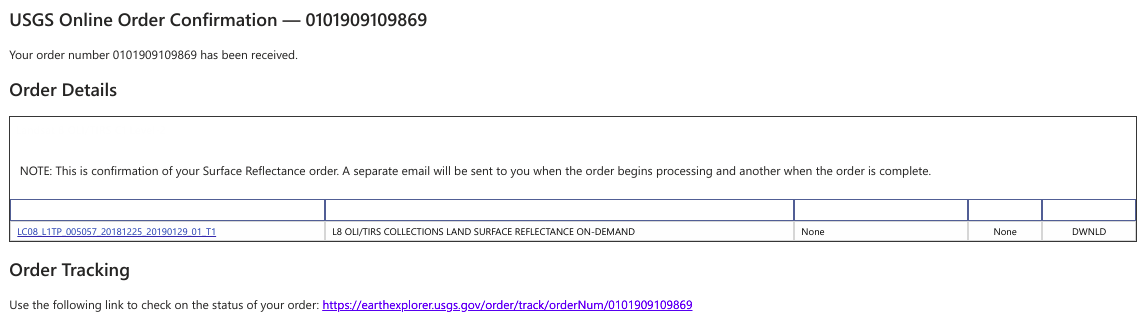 USGS Online Order Confirmation — 0101909109869
Your order number 0101909109869 has been received.
Order Details
NOTE: This is confirmation of your Surface Reflectance order. A separate email will be sent to you when the order begins processing and another when the order is complete.
LC08_L1TP_005057_20181225_20190129_01_T1 L8 OLI/TIRS COLLECTIONS LAND SURFACE REFLECTANCE ON-DEMAND None None DWNLD
Order Tracking
Use the following link to check on the status of your order: https://earthexplorer.usgs.gov/order/track/orderNum/0101909109869